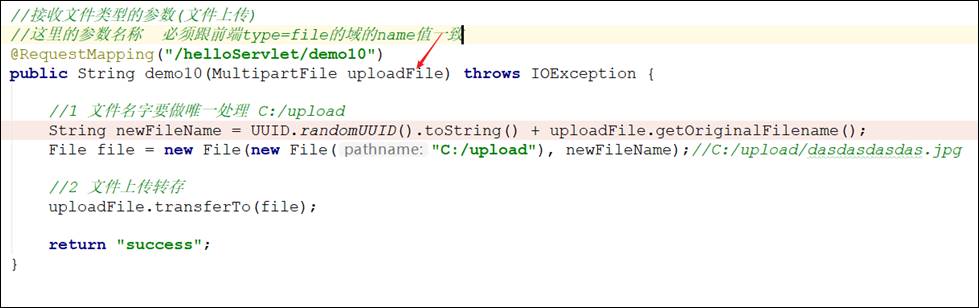 //接收文件类型的参数(文件上传)
//这里的参数名称  必须跟前端type=file的域的name值一致
@RequestMapping("/helloServlet/demo10")
public String demo10(MultipartFile uploadFile) throws IOException {
//1 文件名字要做唯一处理 C:/upload
String newFileName = UUID.randomUUID().toString() + uploadFile.getOriginalFilename();
File file = new File(new File( pathname: "C:/upload"), newFileName);//C:/upload/dasdasdasdas.jpg
//2 文件上传转存
uploadFile.transferTo(file);
return "success";
}